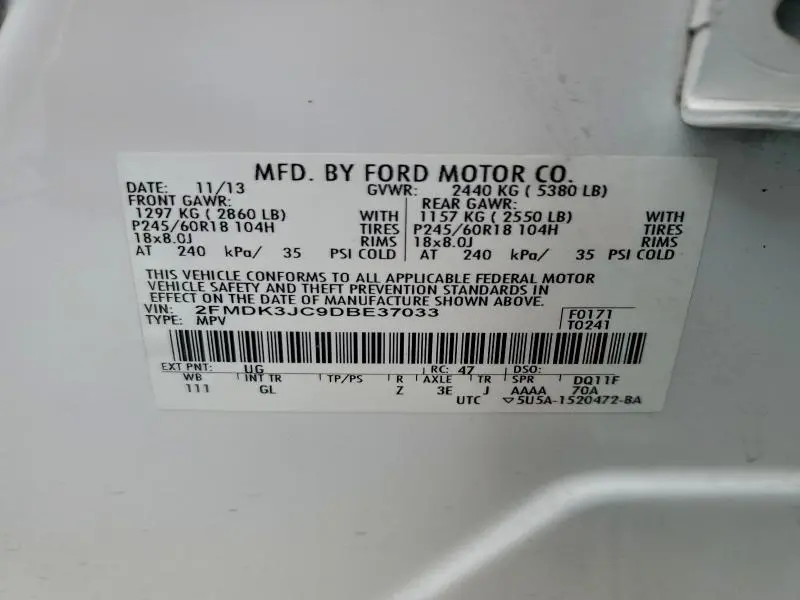 MFD. BY FORD MOTOR CO.
DATE: 11/13 GVWR: 2440 KG ( 5380 LB)
FRONT GAWR: REAR GAWR:
1297 KG ( 2860 LB) WITH 1157 KG ( 2550 LB) WITH
P245/60R18 104H TIRES P245/60R18 104H TIRES
18x8.0J RIMS 18x8.0J RIMS
AT 240 kPa/ 35 PSI COLD AT 240 kPa/ 35 PSI COLD
THIS VEHICLE CONFORMS TO ALL APPLICABLE FEDERAL MOTOR
VEHICLE SAFETY AND THEFT PREVENTION STANDARDS IN
EFFECT ON THE DATE OF MANUFACTURE SHOWN ABOVE.
VIN: 2FMDK3JC9DBE37033 F0171
TYPE: MPV T0241
EXT PNT: UG RC: 47 DSO:
WB INT TR TP/PS R AXLE TR SPR DQ11F
111 GL Z 3E J AAAA 70A
UTC ▽5U5A-1520472-BA